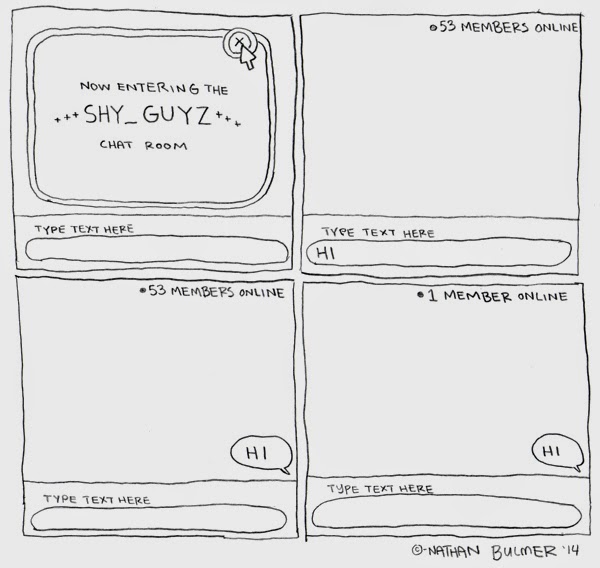 NOW ENTERING THE
+++ SHY_GUYZ +++
CHAT ROOM
TYPE TEXT HERE
• 53 MEMBERS ONLINE
TYPE TEXT HERE
HI
• 53 MEMBERS ONLINE
HI
TYPE TEXT HERE
• 1 MEMBER ONLINE
HI
TYPE TEXT HERE
© NATHAN BULMER '14